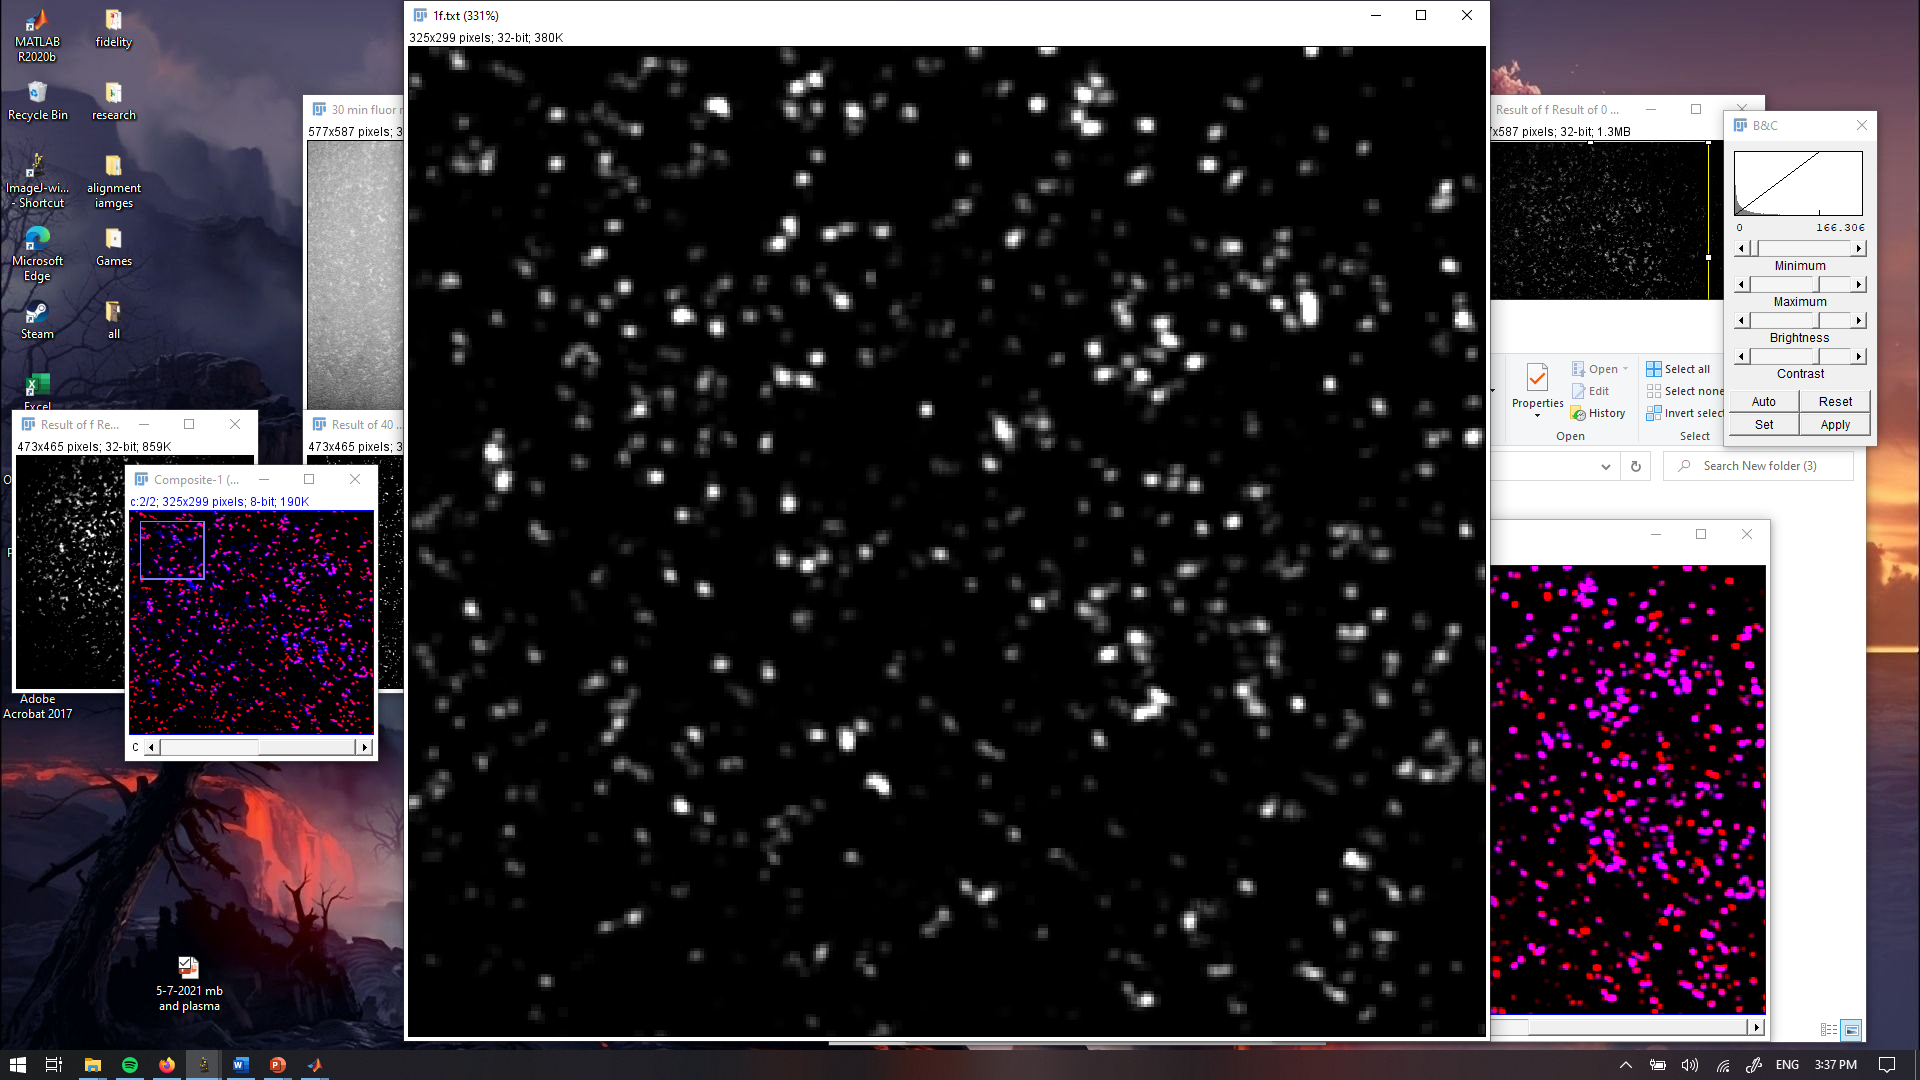 MATLAB
R2020b
fidelity
Recycle Bin
research
ImageJ-wi...
- Shortcut
alignment
iamges
Microsoft
Edge
Games
Steam
all
Excel
Adobe
Acrobat 2017
5-7-2021 mb
and plasma
30 min fluor
577x587 pixels; 3
Result of f Re...
473x465 pixels; 32-bit; 859K
Result of 40 ...
473x465 pixels; 3
Composite-1 (...
c:2/2; 325x299 pixels; 8-bit; 190K
C
1f.txt (331%)
325x299 pixels; 32-bit; 380K
Result of f Result of 0 ...
x587 pixels; 32-bit; 1.3MB
B&C
0
166.306
Minimum
Maximum
Brightness
Contrast
Auto
Reset
Set
Apply
Properties
Open
Edit
History
Open
Select all
Select none
Invert select
Select
Search New folder (3)
ENG
3:37 PM